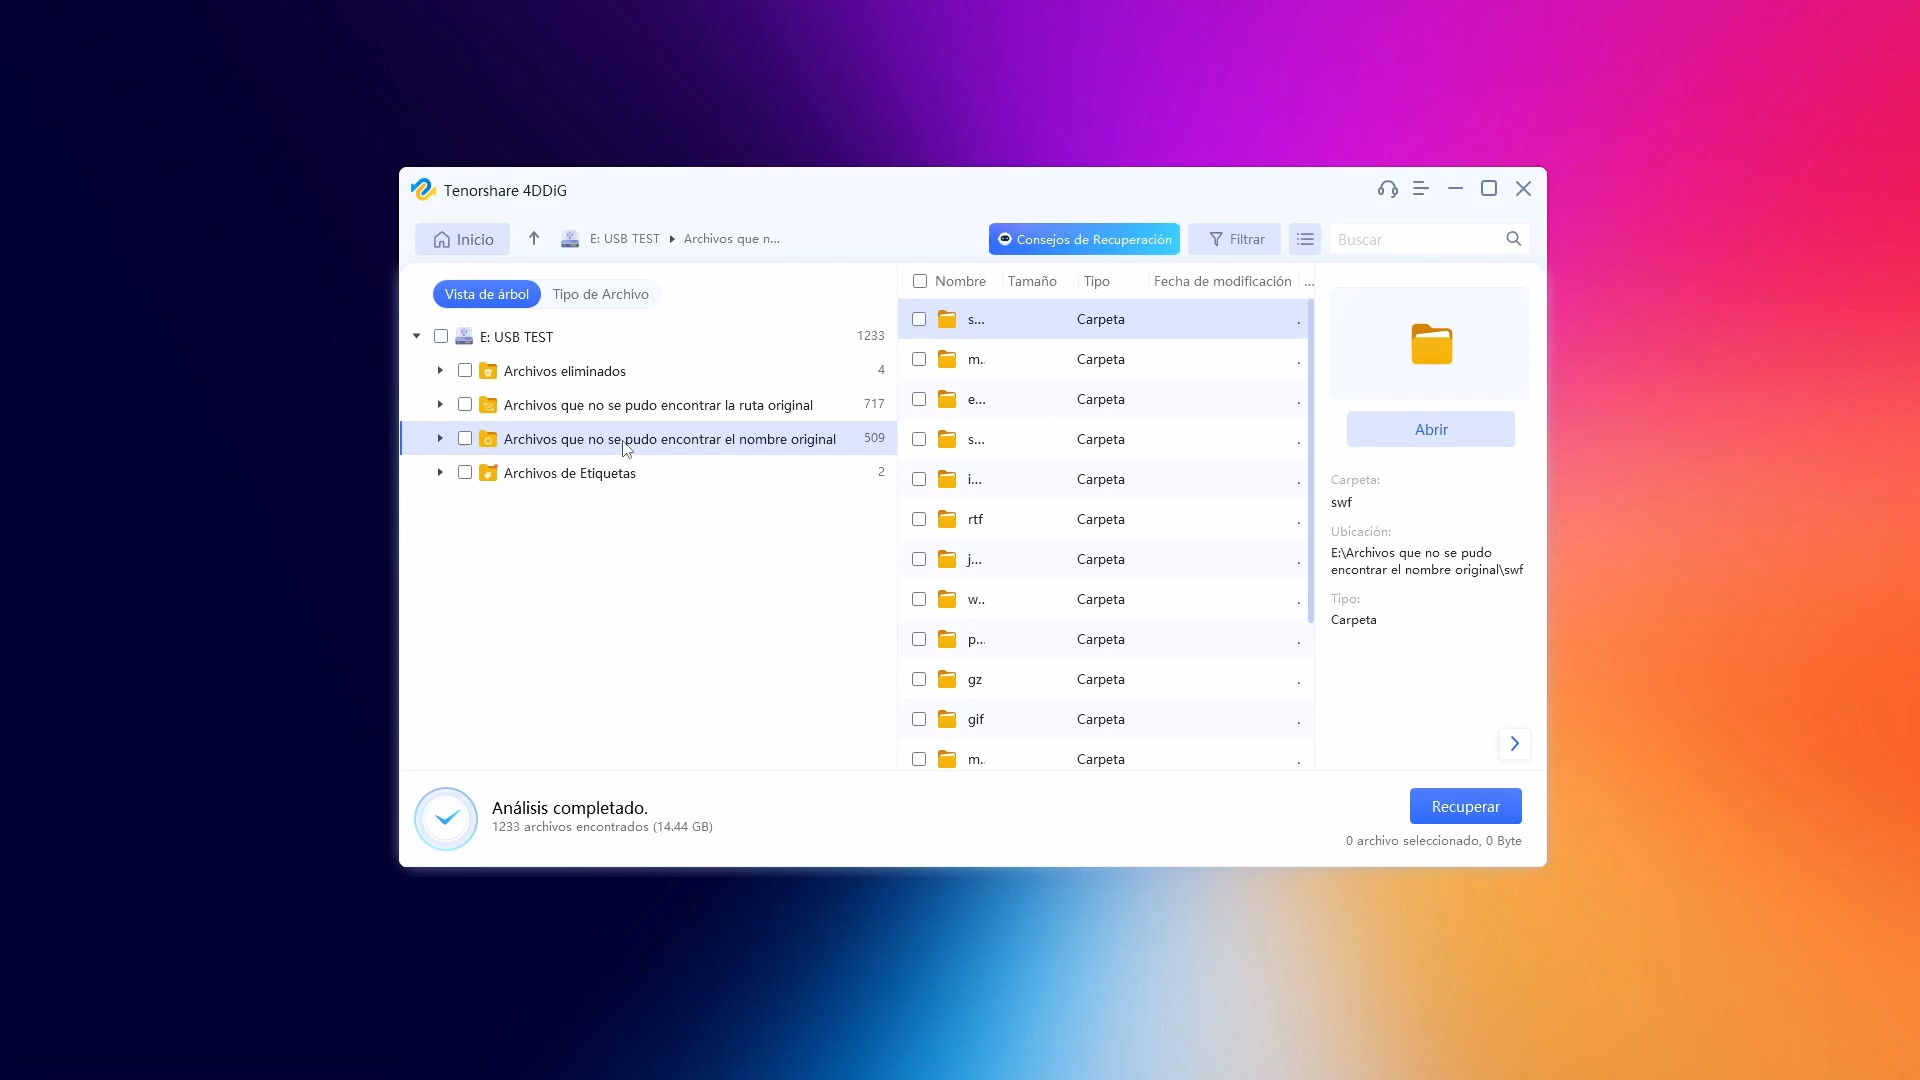 Tenorshare 4DDiG
Inicio
E: USB TEST
Archivos que n...
Consejos de Recuperación
Filtrar
Buscar
Vista de árbol
Tipo de Archivo
E: USB TEST 1233
Archivos eliminados 4
Archivos que no se pudo encontrar la ruta original 717
Archivos que no se pudo encontrar el nombre original 509
Archivos de Etiquetas 2
Nombre Tamaño Tipo Fecha de modificación ...
s... Carpeta .
m.. Carpeta .
e... Carpeta .
s... Carpeta .
i... Carpeta .
rtf Carpeta .
j... Carpeta .
w.. Carpeta .
p... Carpeta .
gz Carpeta .
gif Carpeta .
m.. Carpeta .
Abrir
Carpeta:
swf
Ubicación:
E:\Archivos que no se pudo
encontrar el nombre original\swf
Tipo:
Carpeta
Análisis completado.
1233 archivos encontrados (14.44 GB)
Recuperar
0 archivo seleccionado, 0 Byte